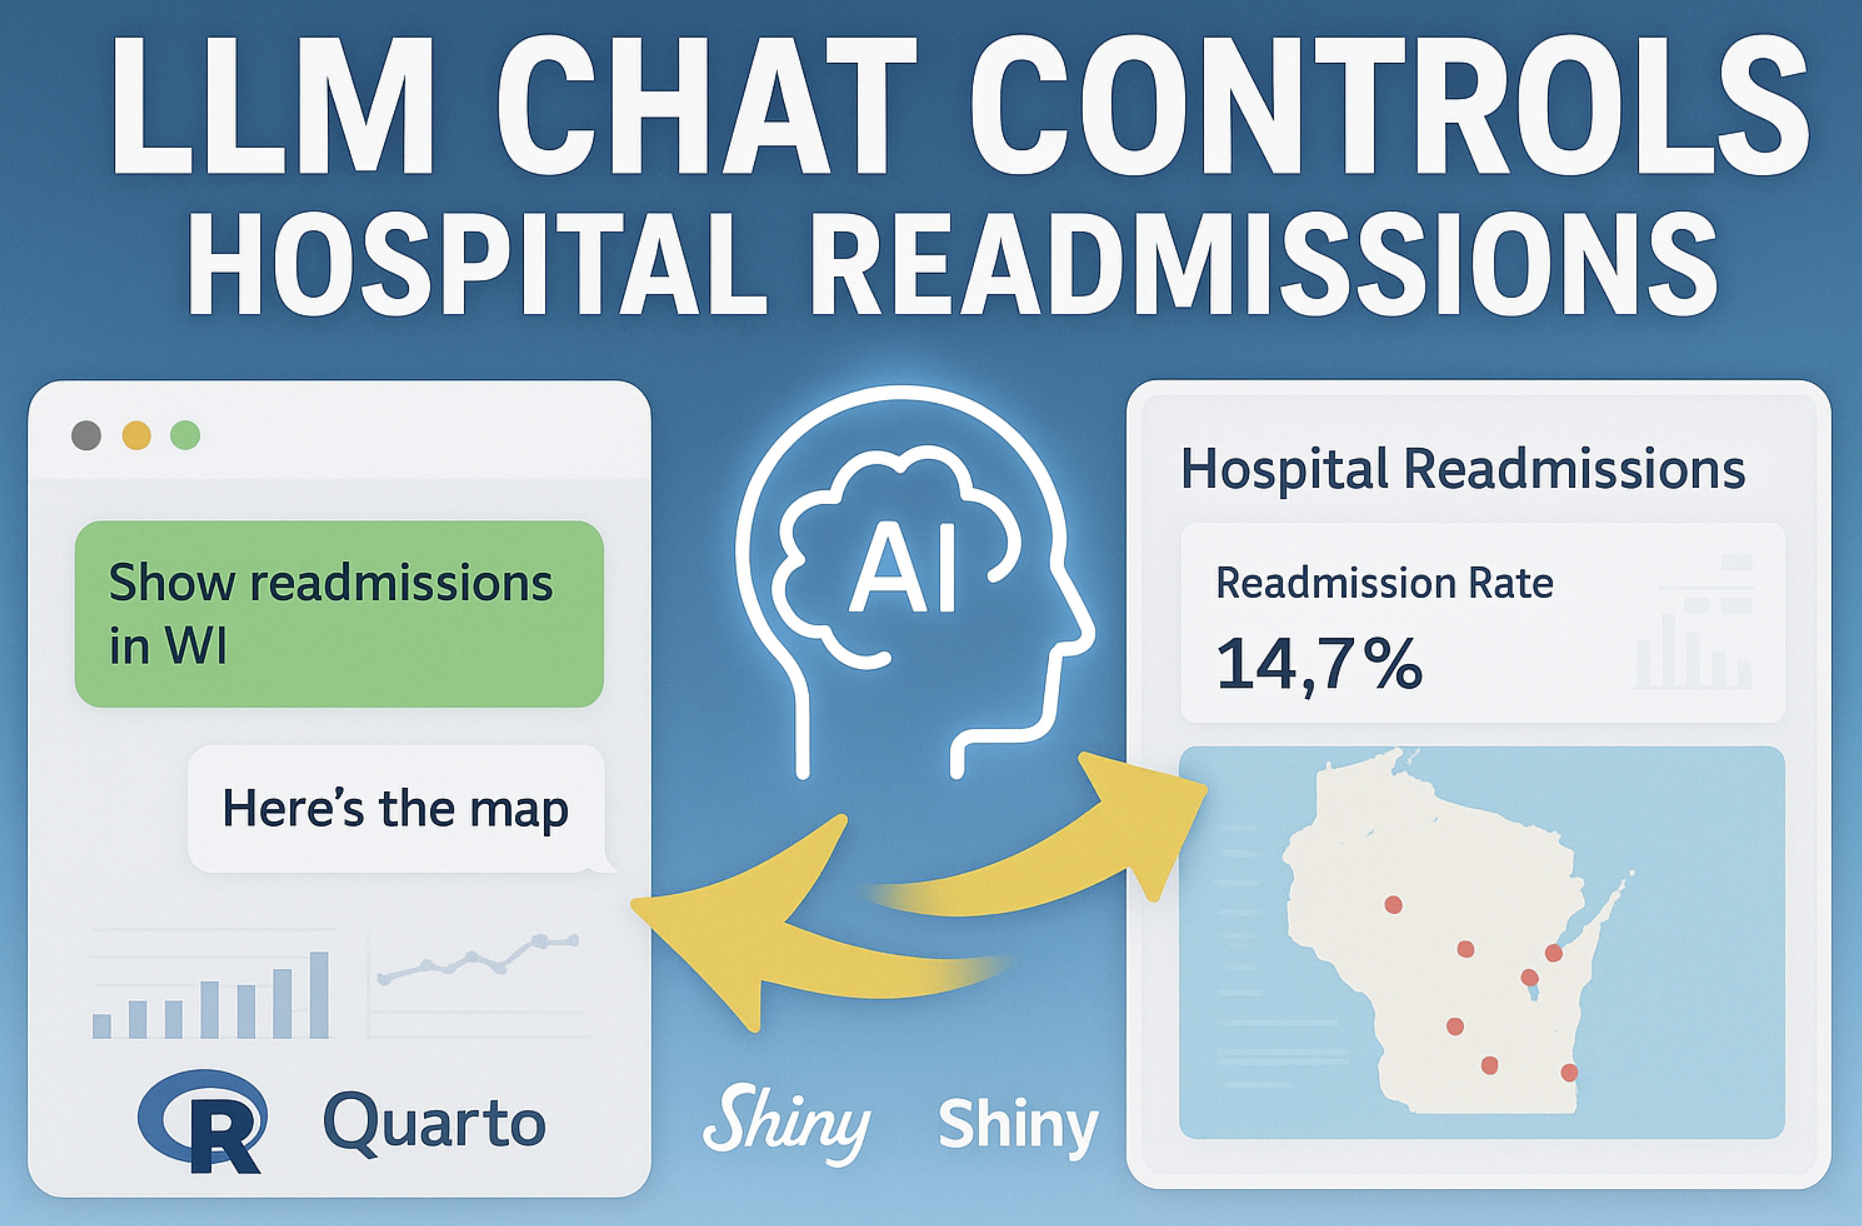 LLM CHAT CONTROLS
HOSPITAL READMISSIONS
Show readmissions
in WI
Here's the map
R
Quarto
AI
Shiny
Shiny
Hospital Readmissions
Readmission Rate
14,7%